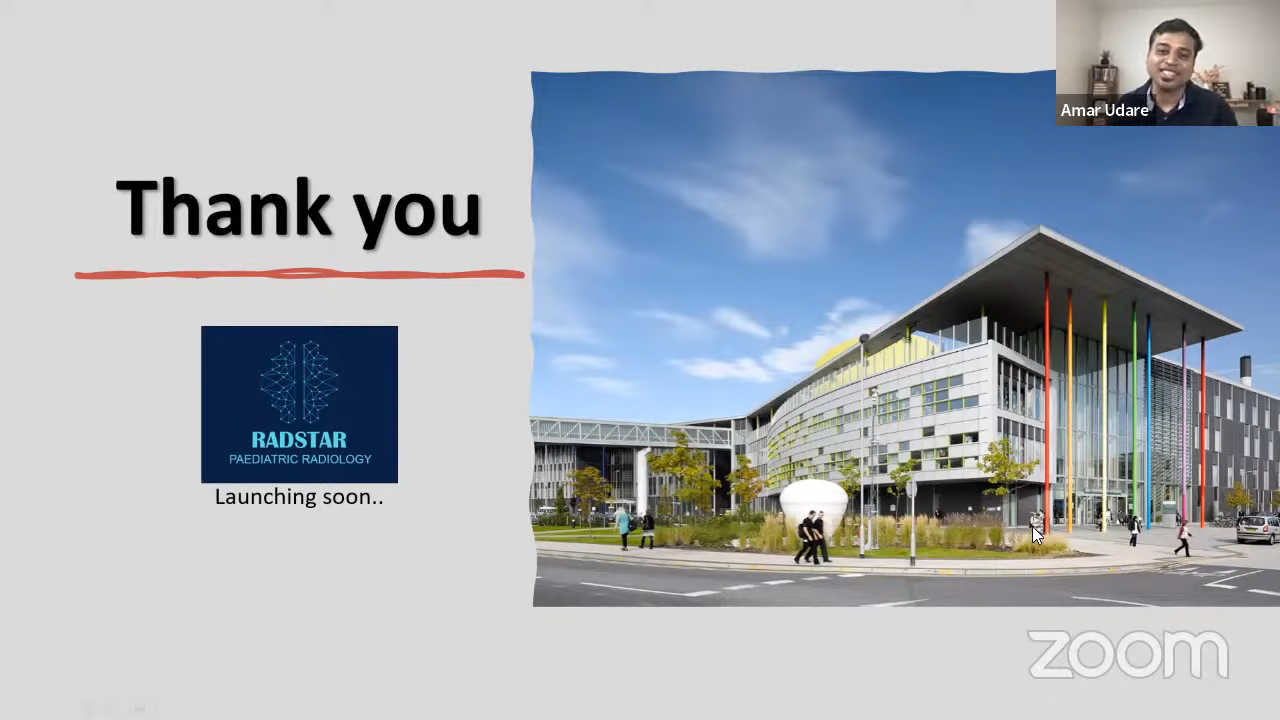 Amar Udare
Thank you
RADSTAR
PAEDIATRIC RADIOLOGY
Launching soon..
zoom